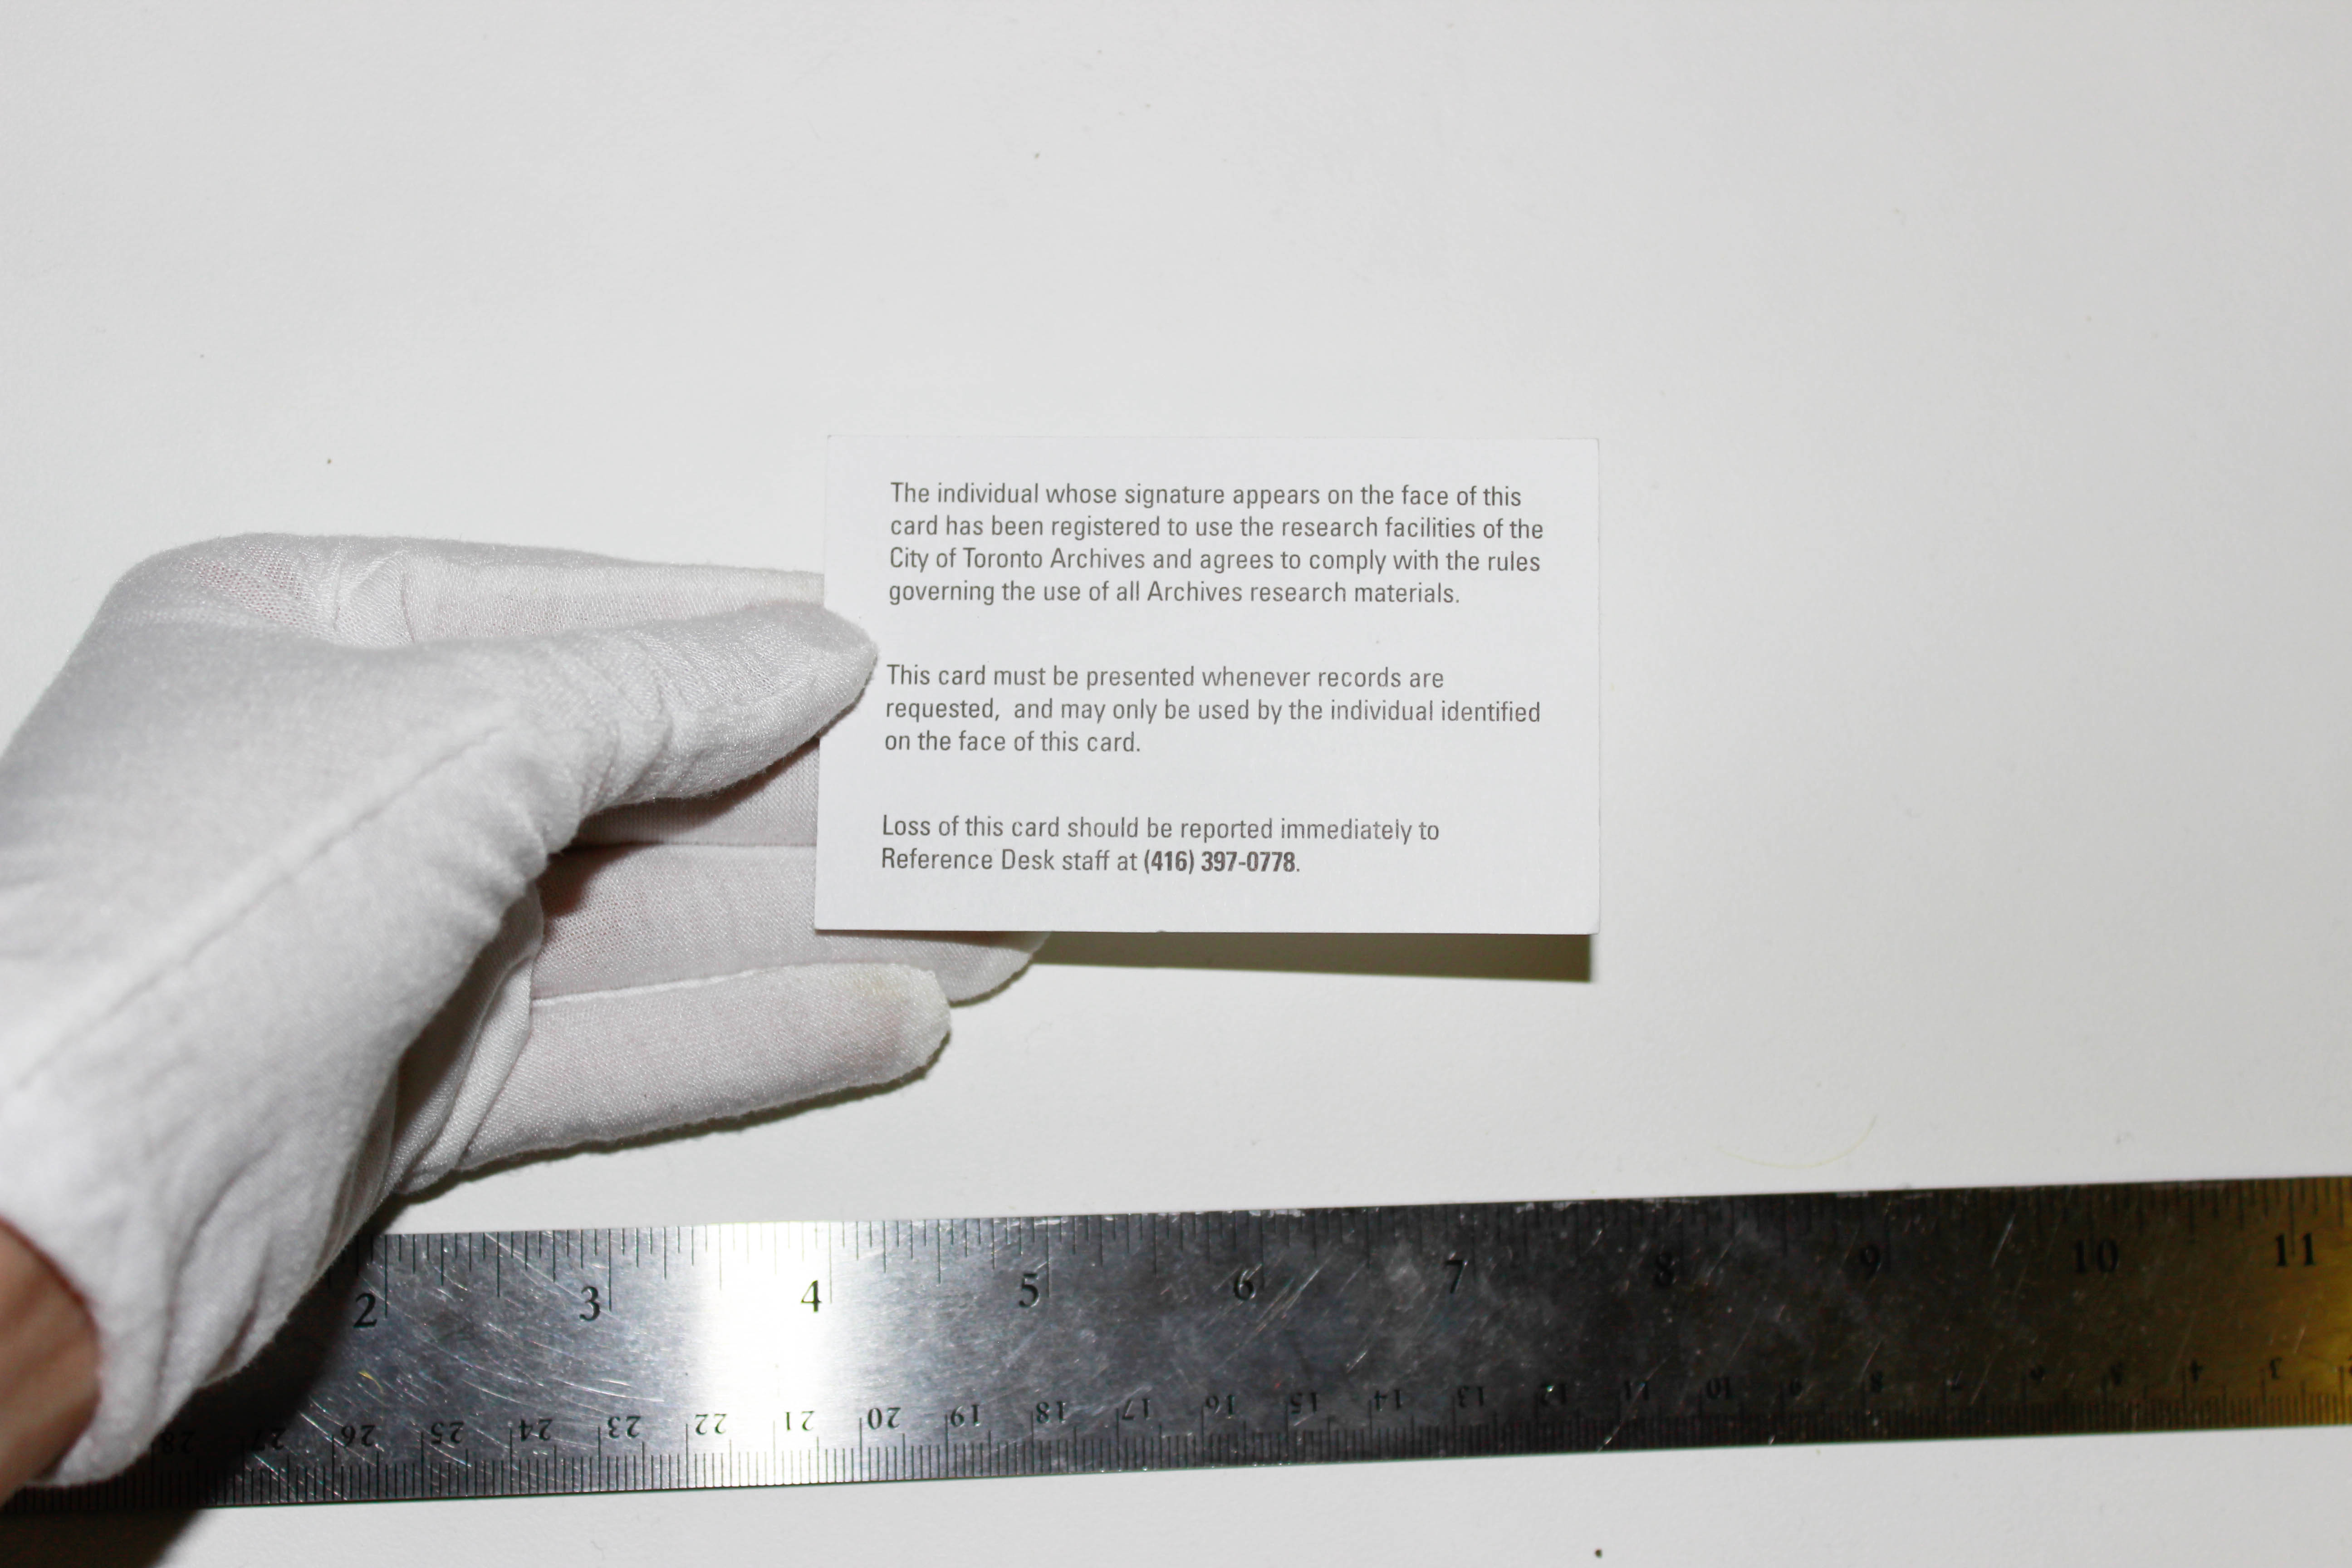 The individual whose signature appears on the face of this
card has been registered to use the research facilities of the
City of Toronto Archives and agrees to comply with the rules
governing the use of all Archives research materials.
This card must be presented whenever records are
requested,  and may only be used by the individual identified
on the face of this card.
Loss of this card should be reported immediately to
Reference Desk staff at (416) 397-0778.
2 3 4 5 6 7 8 9 10 11
28 27 26 25 24 23 22 21 20 19 18 17 16 15 14 13 12 11 10 9 8 7 6 5 4 3